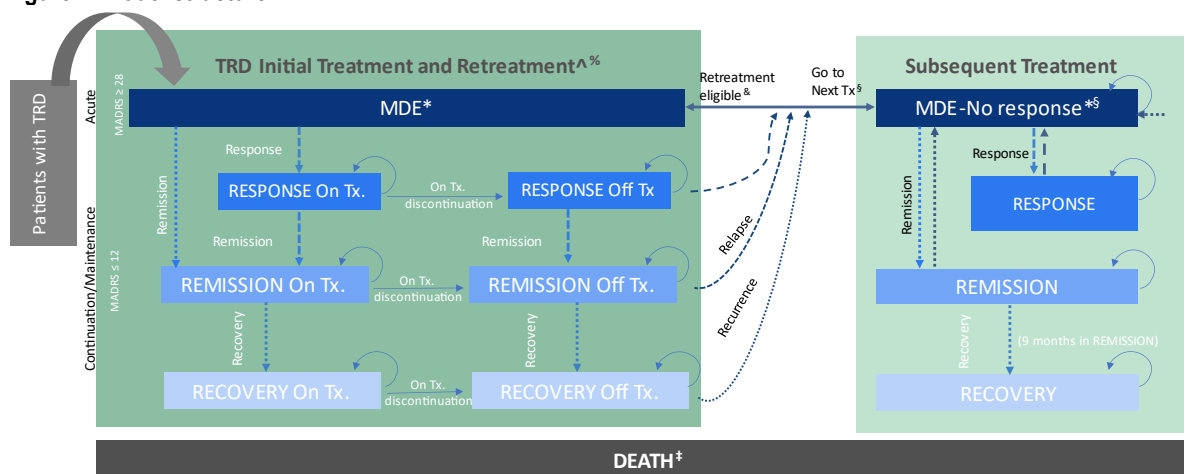 TRD Initial Treatment and Retreatment^%
Patients with TRD
Acute
MADRS ≥ 28
MDE*
Retreatment
eligible&
Go to
Next Tx§
Subsequent Treatment
MDE-No response*§
Response
Remission
RESPONSE On Tx.
On Tx.
discontinuation
RESPONSE Off Tx
Response
Remission
RESPONSE
Continuation/Maintenance
MADRS ≤ 12
Remission
Remission
Relapse
REMISSION On Tx.
On Tx.
discontinuation
REMISSION Off Tx.
Recurrence
REMISSION
Recovery
Recovery
Recovery
(9 months in REMISSION)
RECOVERY On Tx.
On Tx.
discontinuation
RECOVERY Off Tx.
RECOVERY
DEATH‡